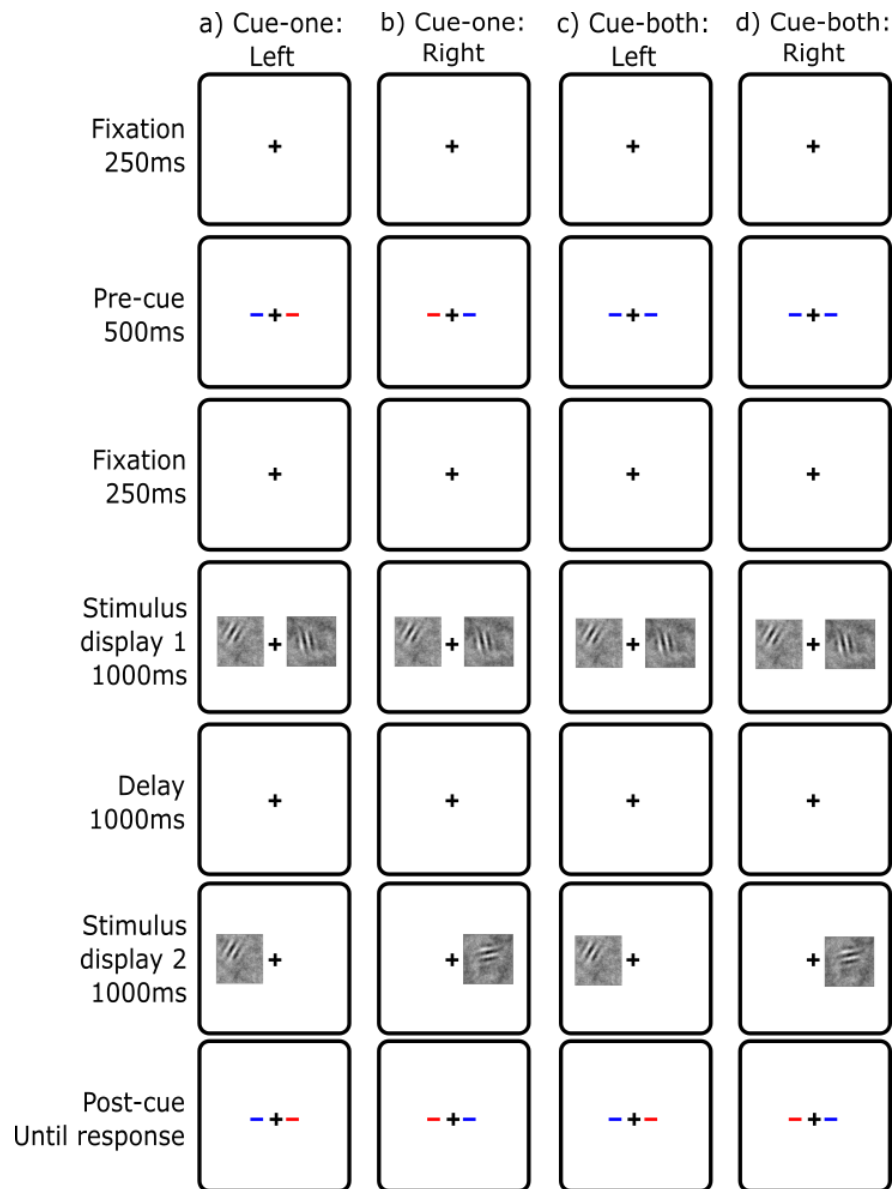 a) Cue-one:
Left
b) Cue-one:
Right
c) Cue-both:
Left
d) Cue-both:
Right
Fixation
250ms
Pre-cue
500ms
Fixation
250ms
Stimulus
display 1
1000ms
Delay
1000ms
Stimulus
display 2
1000ms
Post-cue
Until response